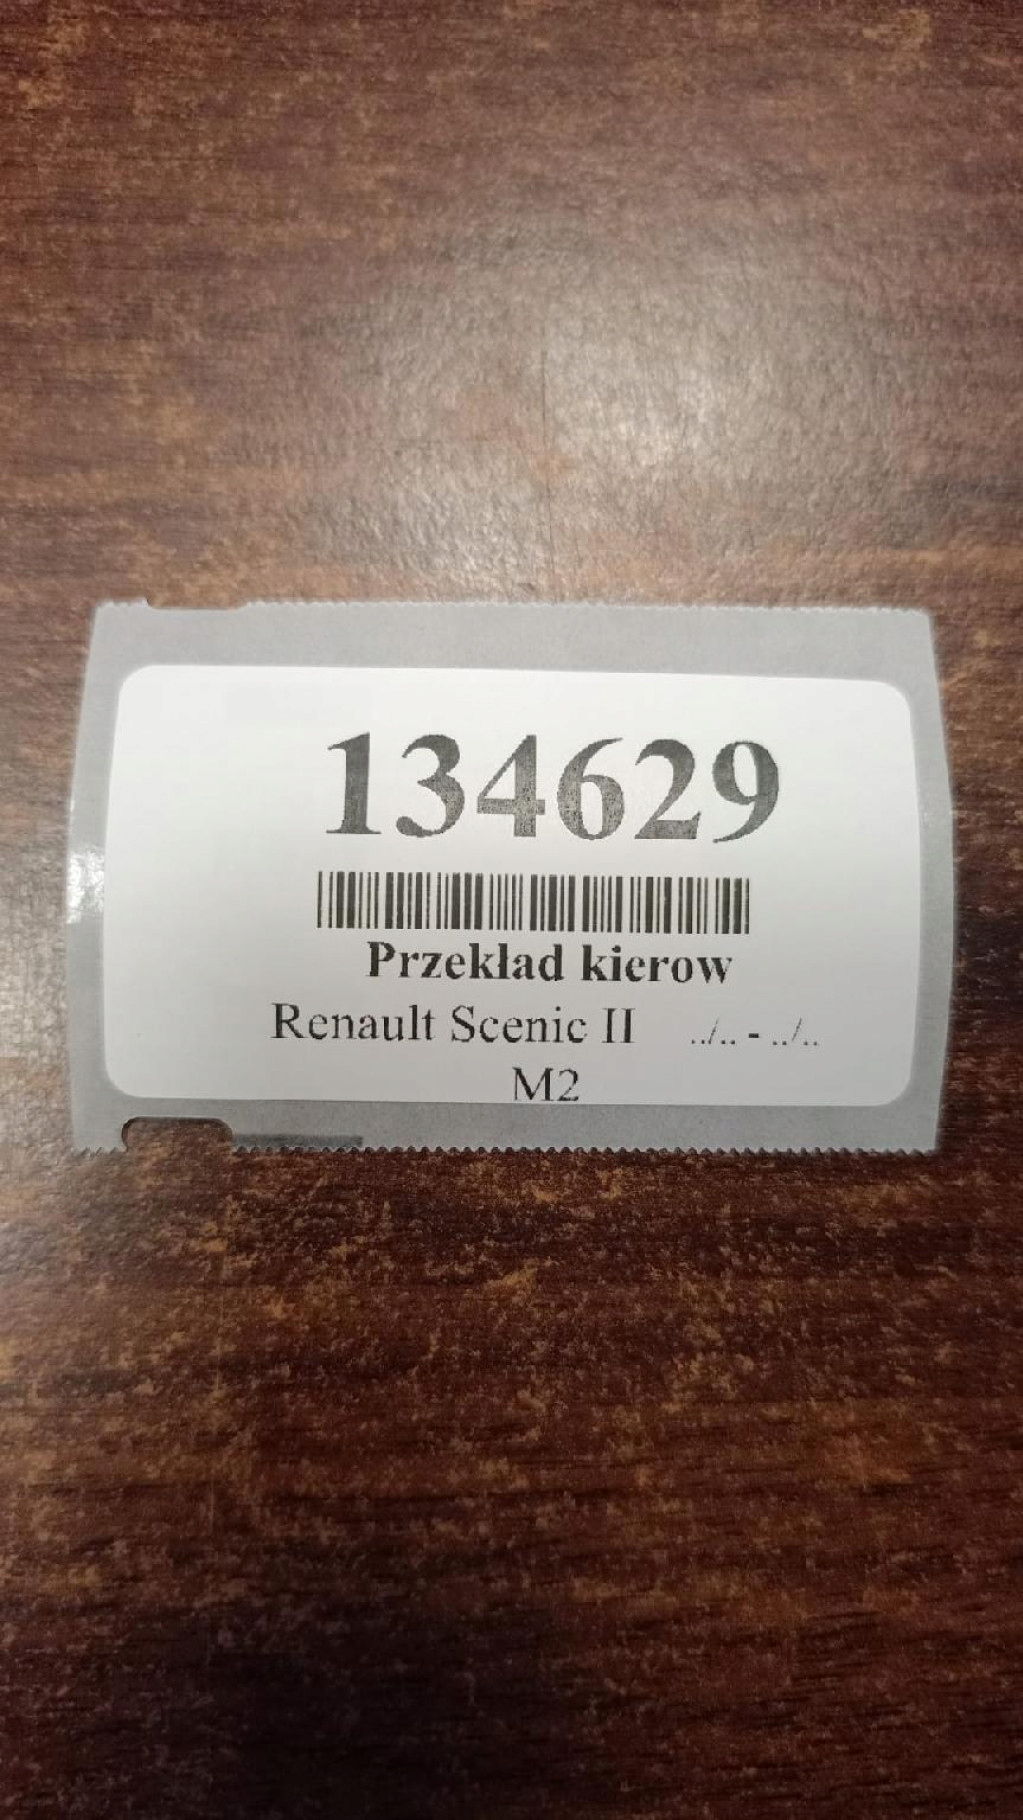 134629
Przekład kierow
Renault Scenic II ../.. - ../..
M2